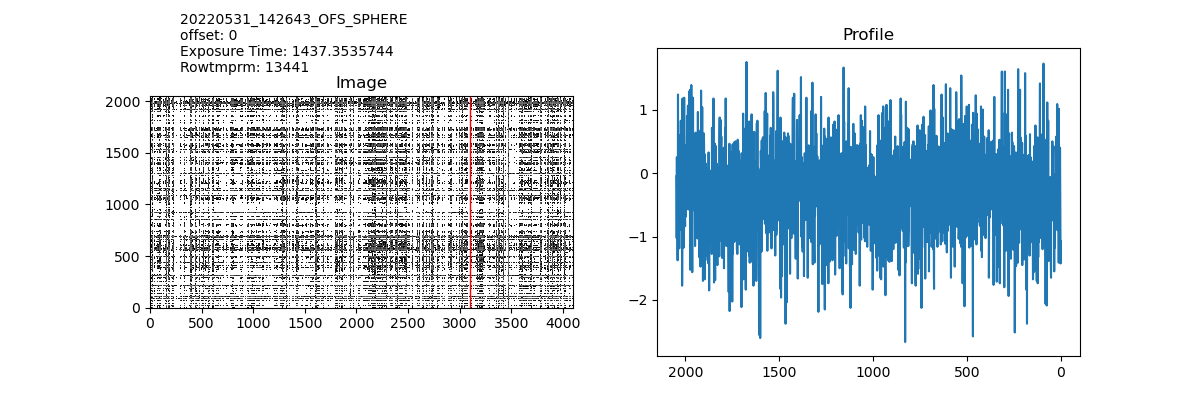 20220531_142643_OFS_SPHERE
offset: 0
Exposure Time: 1437.3535744
Rowtmprm: 13441
Image
2000
1500
1000
500
0
0 500 1000 1500 2000 2500 3000 3500 4000
Profile
1
0
−1
−2
2000 1500 1000 500 0